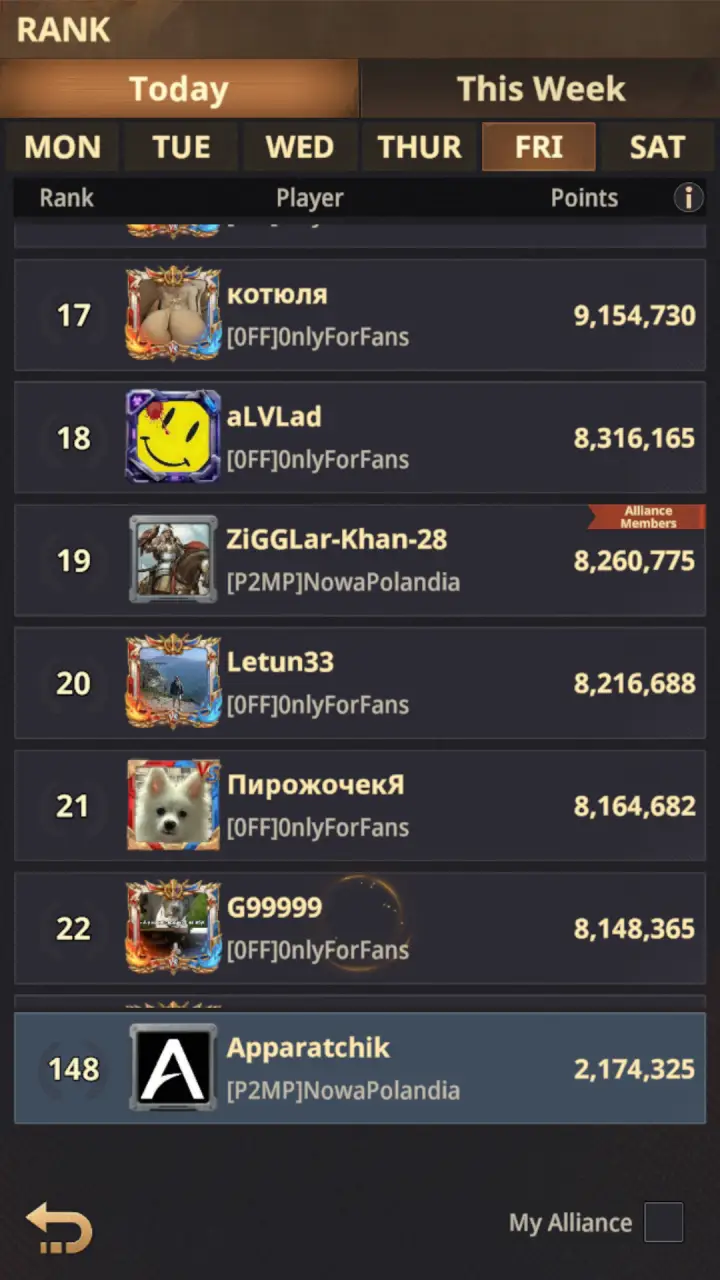 RANK
Today
This Week
MON
TUE
WED
THUR
FRI
SAT
Rank
Player
Points
17
котюля
[0FF]0nlyForFans
9,154,730
18
aLVLad
[0FF]0nlyForFans
8,316,165
Alliance
Members
19
ZiGGLar-Khan-28
[P2MP]NowaPolandia
8,260,775
20
Letun33
[0FF]0nlyForFans
8,216,688
21
ПирожочекЯ
[0FF]0nlyForFans
8,164,682
22
G99999
[0FF]0nlyForFans
8,148,365
148
Apparatchik
[P2MP]NowaPolandia
2,174,325
My Alliance